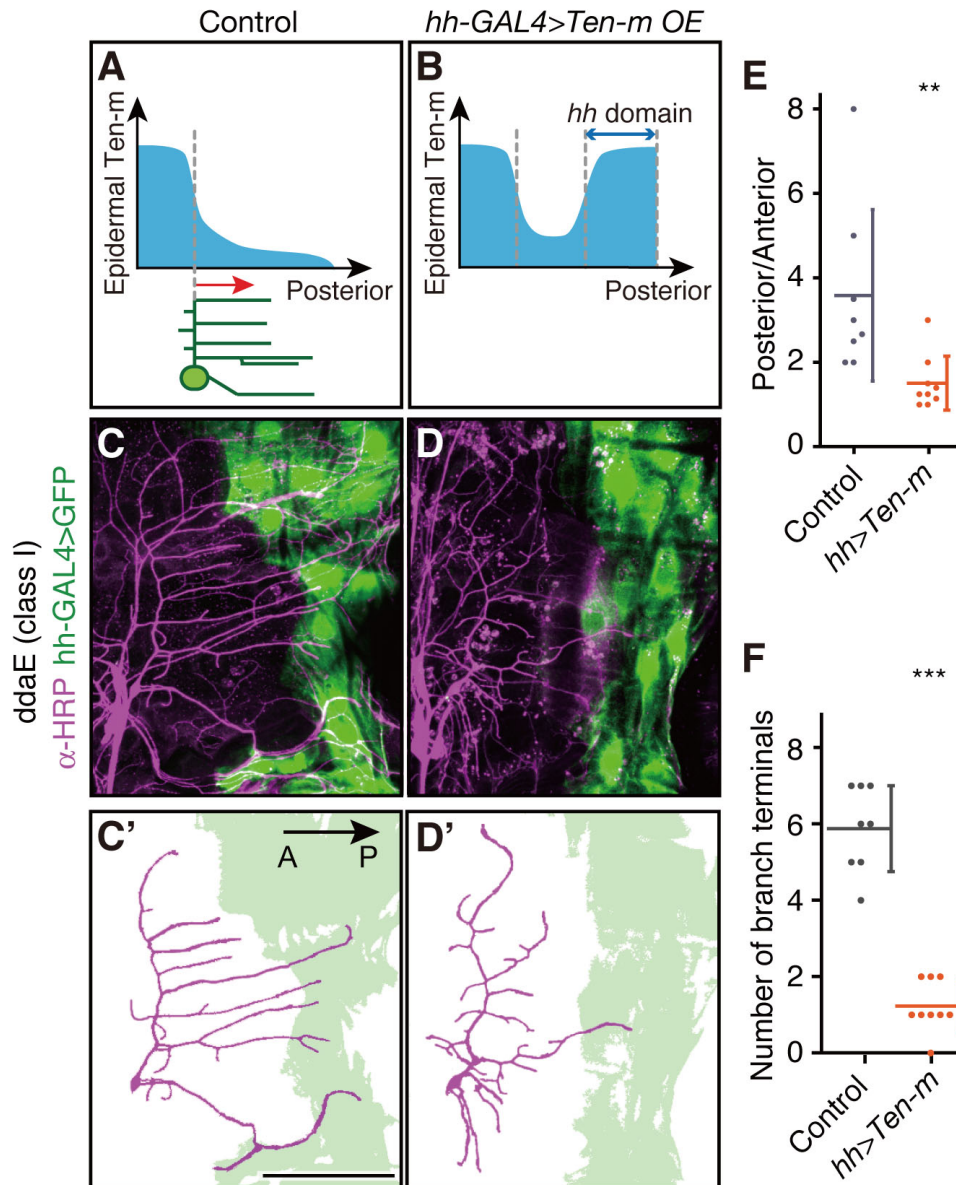 Control
hh-GAL4>Ten-m OE
A
Epidermal Ten-m
Posterior
B
Epidermal Ten-m
hh domain
Posterior
ddaE (class I)
α-HRP hh-GAL4>GFP
C
D
C'
A P
D'
E
**
Posterior/Anterior
8
6
4
2
0
Control
hh>Ten-m
F
***
Number of branch terminals
8
6
4
2
0
Control
hh>Ten-m